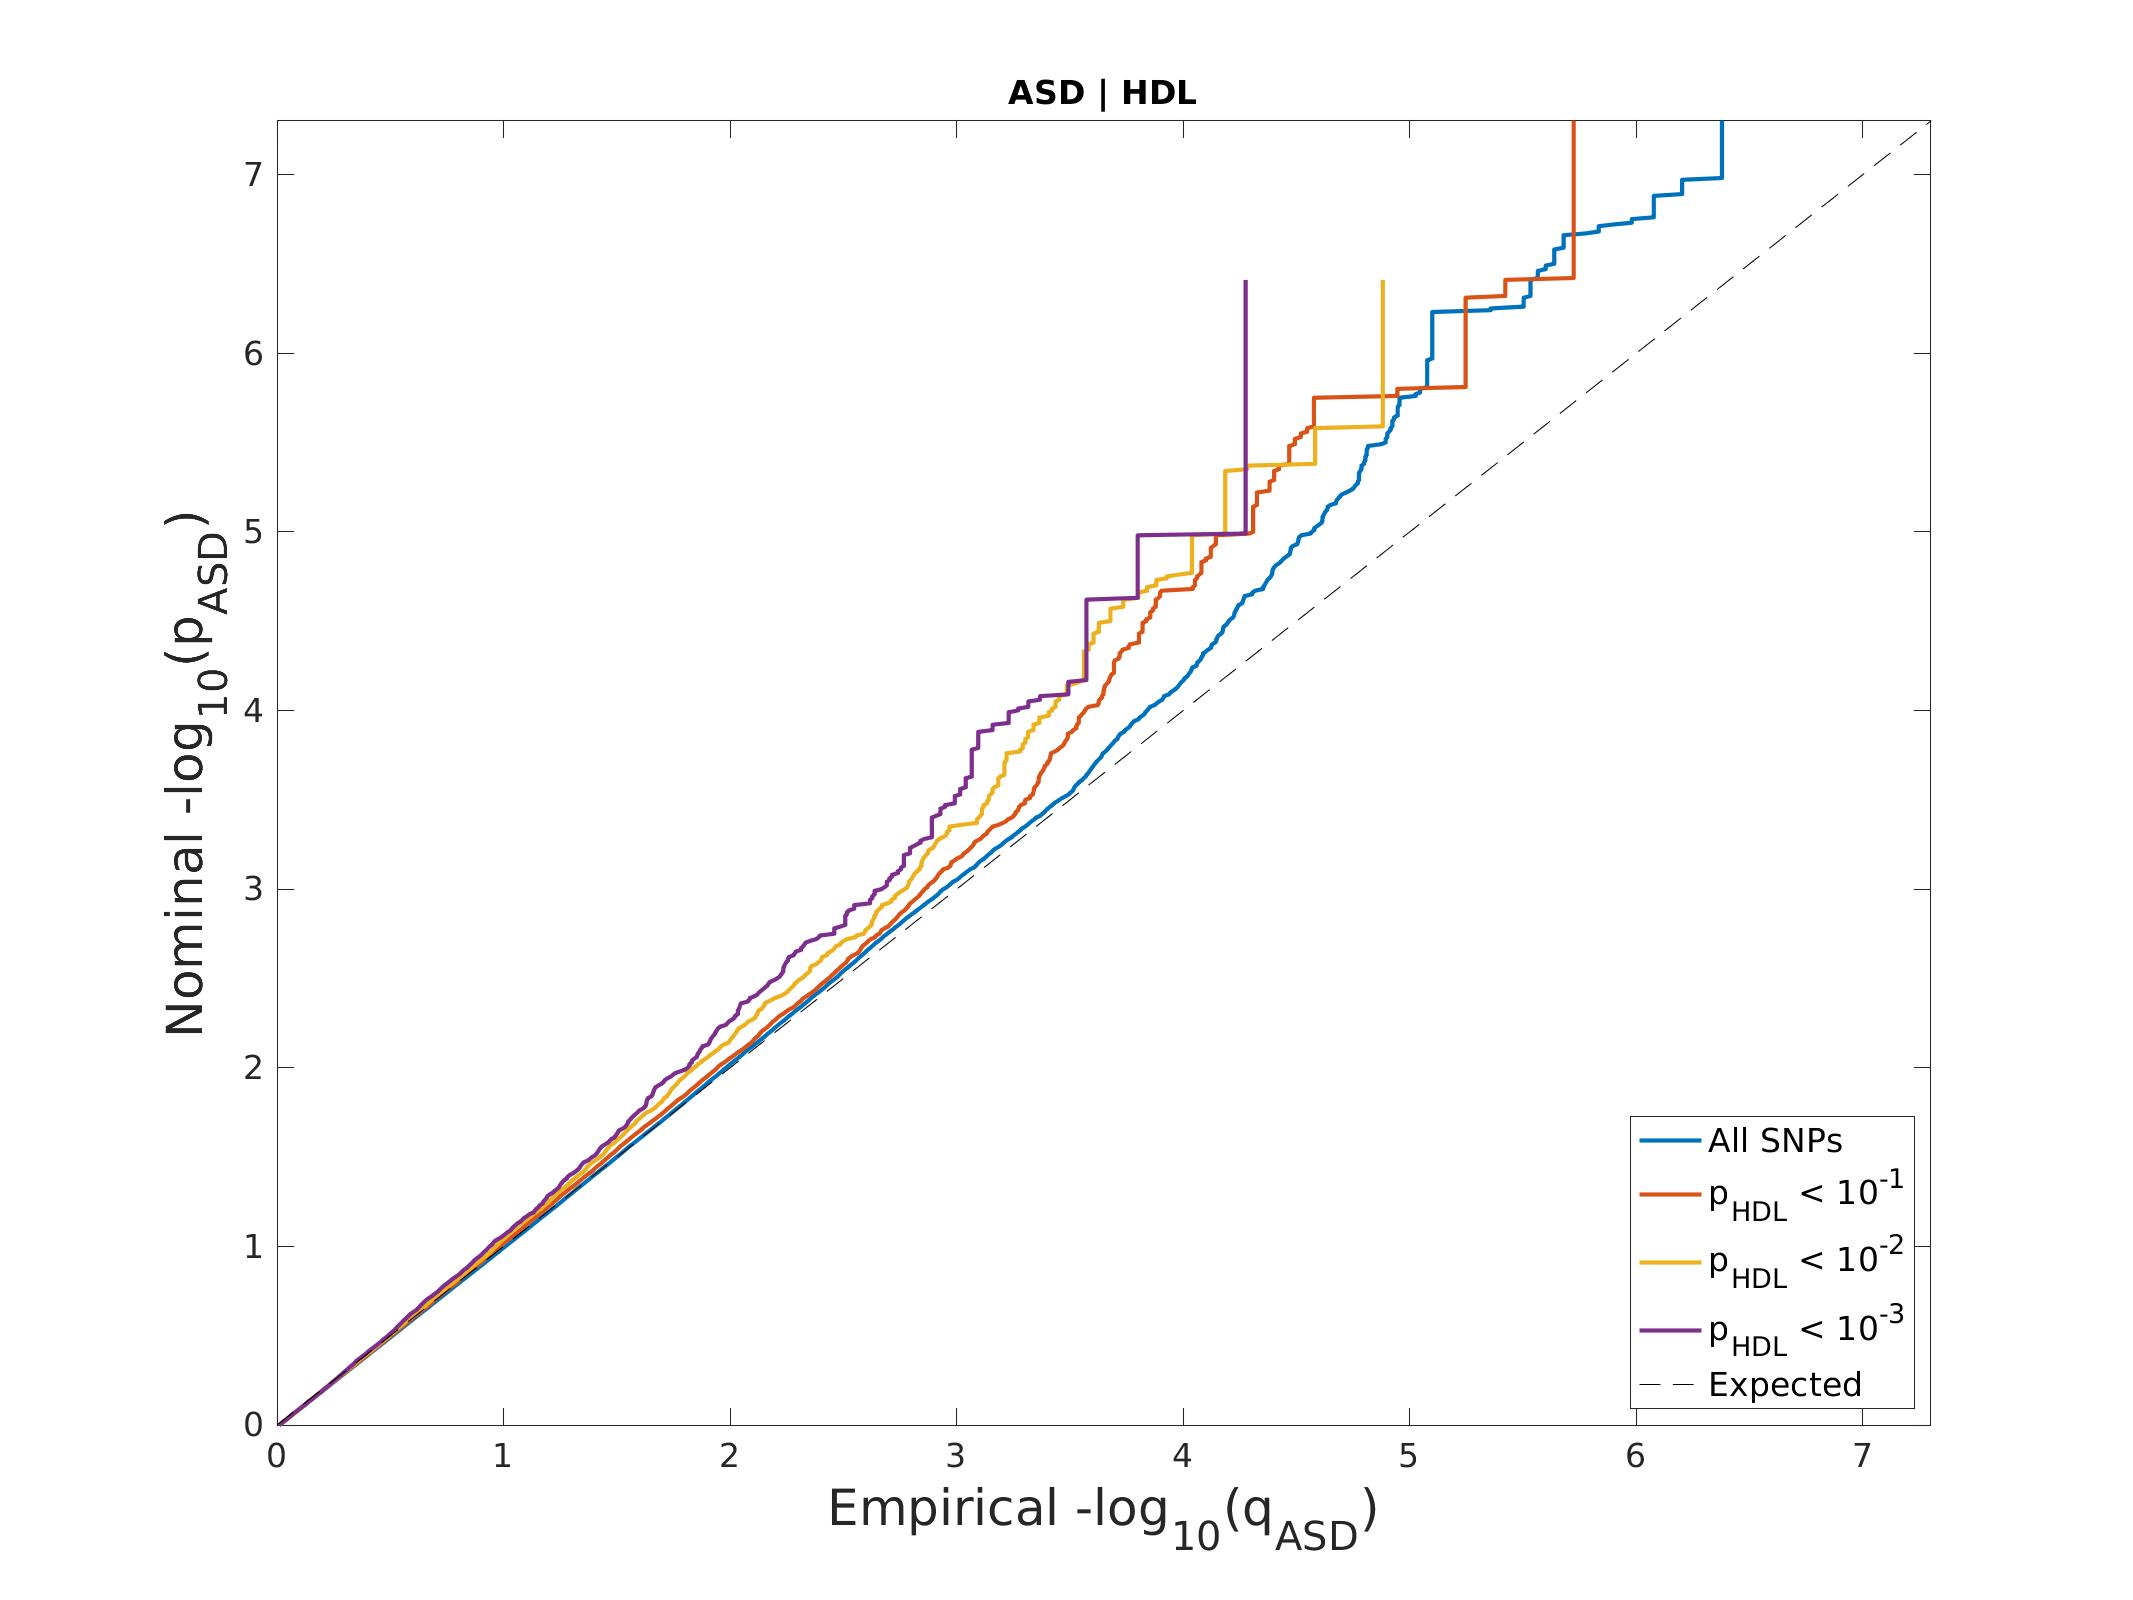 ASD | HDL
Nominal -log10(pASD)
7
6
5
4
3
2
1
0
0 1 2 3 4 5 6 7
Empirical -log10(qASD)
All SNPs
pHDL < 10-1
pHDL < 10-2
pHDL < 10-3
Expected